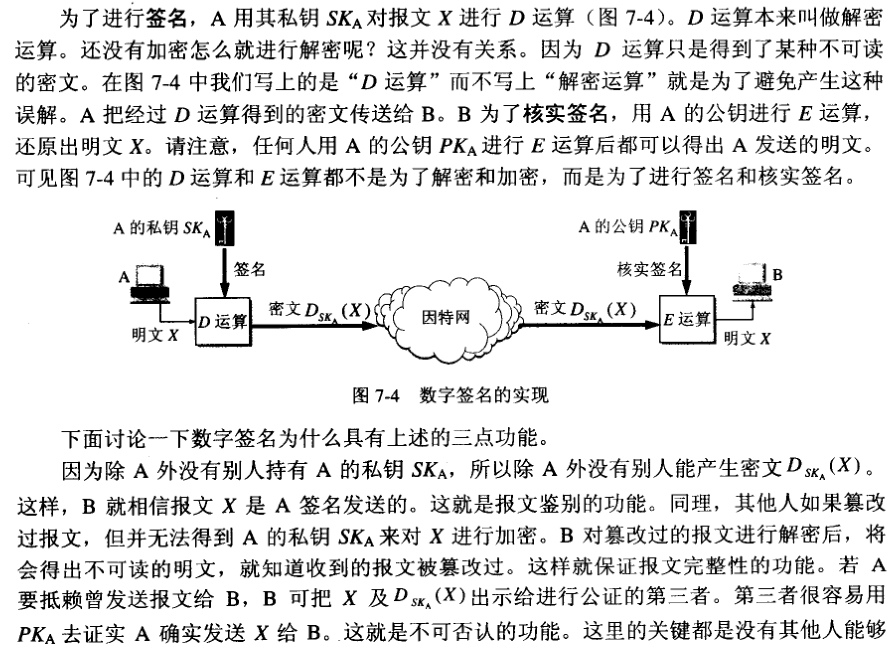 为了进行签名，A 用其私钥 SKA 对报文 X 进行 D 运算（图 7-4）。D 运算本来叫做解密
运算。还没有加密怎么就进行解密呢？这并没有关系。因为 D 运算只是得到了某种不可读
的密文。在图 7-4 中我们写上的是“D 运算”而不写上“解密运算”就是为了避免产生这种
误解。A 把经过 D 运算得到的密文传送给 B。B 为了核实签名，用 A 的公钥进行 E 运算，
还原出明文 X。请注意，任何人用 A 的公钥 PKA 进行 E 运算后都可以得出 A 发送的明文。
可见图 7-4 中的 D 运算和 E 运算都不是为了解密和加密，而是为了进行签名和核实签名。
A 的私钥 SKA
A 的公钥 PKA
签名
核实签名
A
B
D 运算
密文 DSKA(X)
因特网
密文 DSKA(X)
E 运算
明文 X
明文 X
图 7-4 数字签名的实现
下面讨论一下数字签名为什么具有上述的三点功能。
因为除 A 外没有别人持有 A 的私钥 SKA，所以除 A 外没有别人能产生密文 DSKA(X)。
这样，B 就相信报文 X 是 A 签名发送的。这就是报文鉴别的功能。同理，其他人如果篡改
过报文，但并无法得到 A 的私钥 SKA 来对 X 进行加密。B 对篡改过的报文进行解密后，将
会得出不可读的明文，就知道收到的报文被篡改过。这样就保证报文完整性的功能。若 A
要抵赖曾发送报文给 B，B 可把 X 及 DSKA(X) 出示给进行公证的第三者。第三者很容易用
PKA 去证实 A 确实发送 X 给 B。这就是不可否认的功能。这里的关键都是没有其他人能够